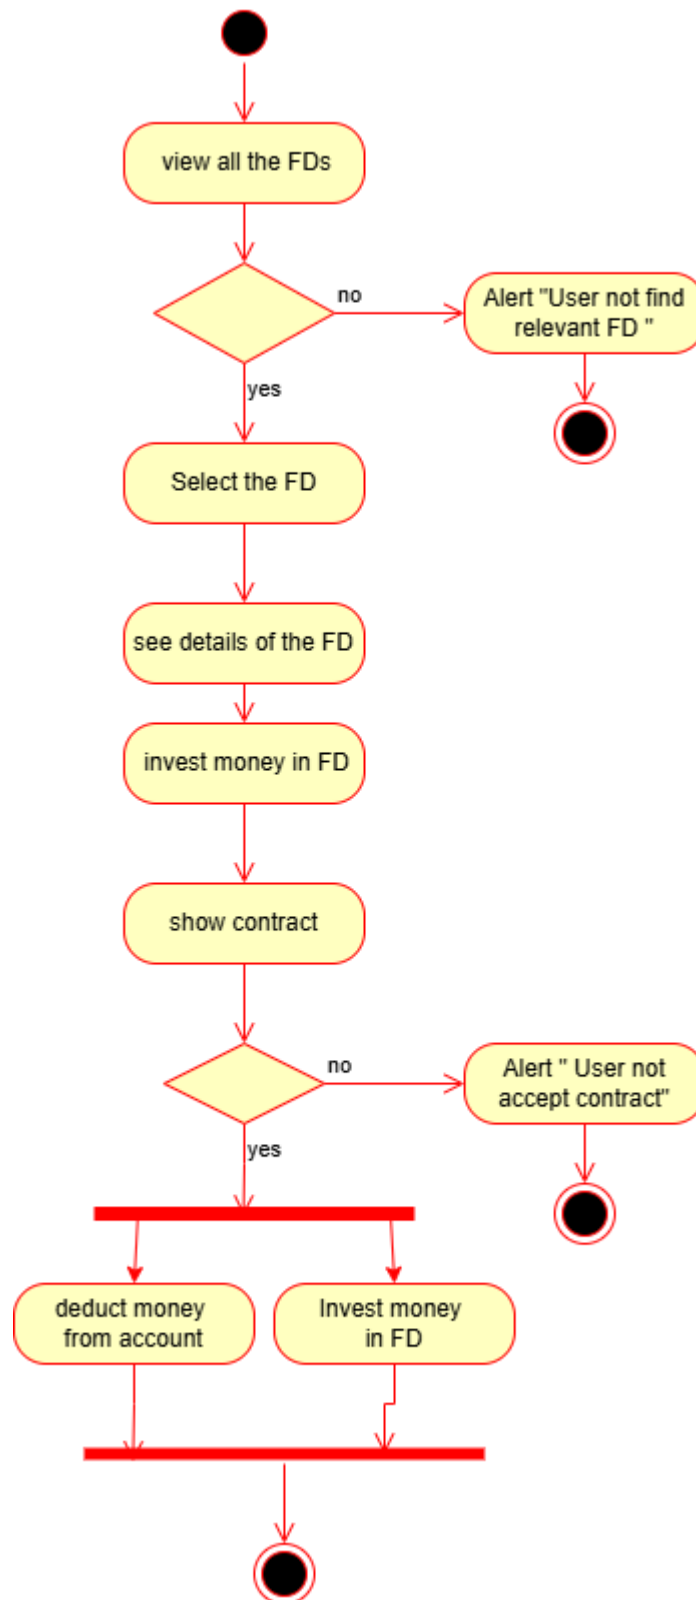 view all the FDs
no
Alert "User not find
relevant FD "
yes
Select the FD
see details of the FD
invest money in FD
show contract
no
Alert " User not
accept contract"
yes
deduct money
from account
Invest money
in FD